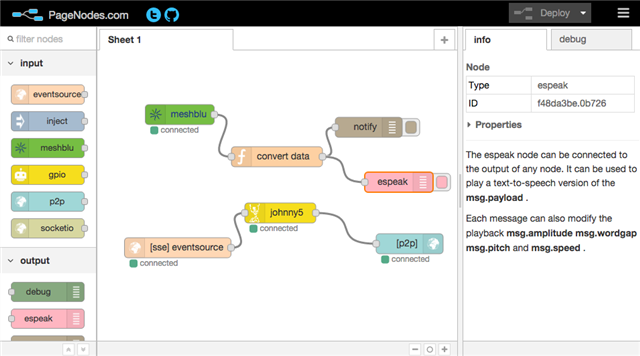 PageNodes.com
Deploy
filter nodes
input
eventsource
inject
meshblu
gpio
p2p
socketio
output
debug
espeak
Sheet 1
meshblu
connected
convert data
notify
espeak
johnny5
connected
[sse] eventsource
connected
[p2p]
connected
info
debug
Node
Type espeak
ID f48da3be.0b726
Properties
The espeak node can be connected to
the output of any node. It can be used to
play a text-to-speech version of the
msg.payload .
Each message can also modify the
playback msg.amplitude msg.wordgap
msg.pitch and msg.speed .